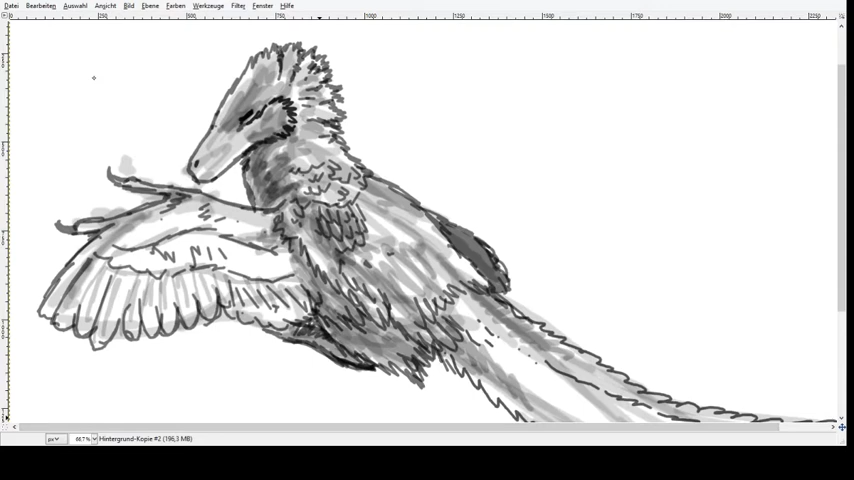 Datei Bearbeiten Auswahl Ansicht Bild Ebene Farben Werkzeuge Filter Fenster Hilfe
250 500 750 1000 1250 1500 1750 2000 2250
px 66,7% Hintergrund-Kopie #2 (196,3 MB)